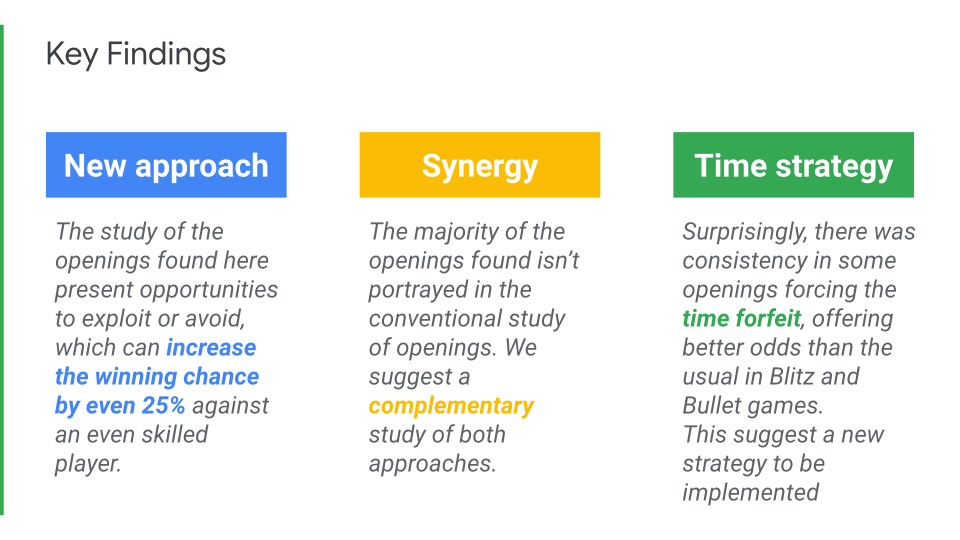 Key Findings
New approach
The study of the
openings found here
present opportunities
to exploit or avoid,
which can increase
the winning chance
by even 25% against
an even skilled
player.
Synergy
The majority of the
openings found isn’t
portrayed in the
conventional study
of openings. We
suggest a
complementary
study of both
approaches.
Time strategy
Surprisingly, there was
consistency in some
openings forcing the
time forfeit, offering
better odds than the
usual in Blitz and
Bullet games.
This suggest a new
strategy to be
implemented